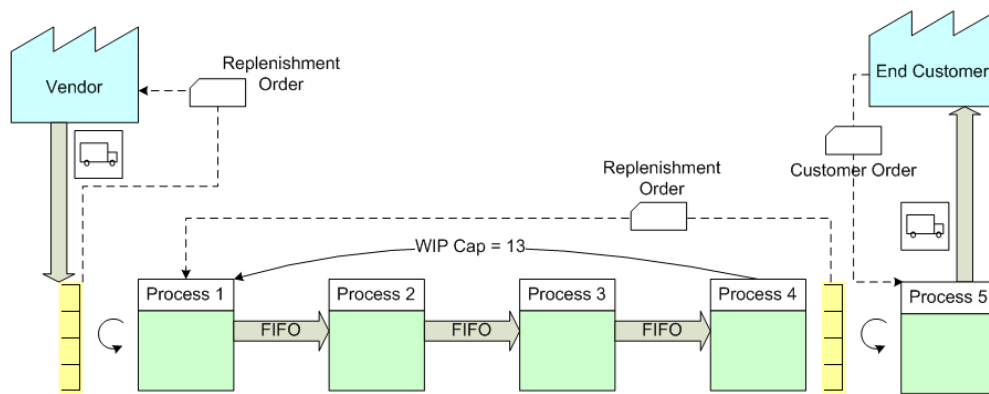 Vendor
Replenishment
Order
End Customer
Customer Order
Replenishment
Order
WIP Cap = 13
Process 1
Process 2
Process 3
Process 4
Process 5
FIFO
FIFO
FIFO